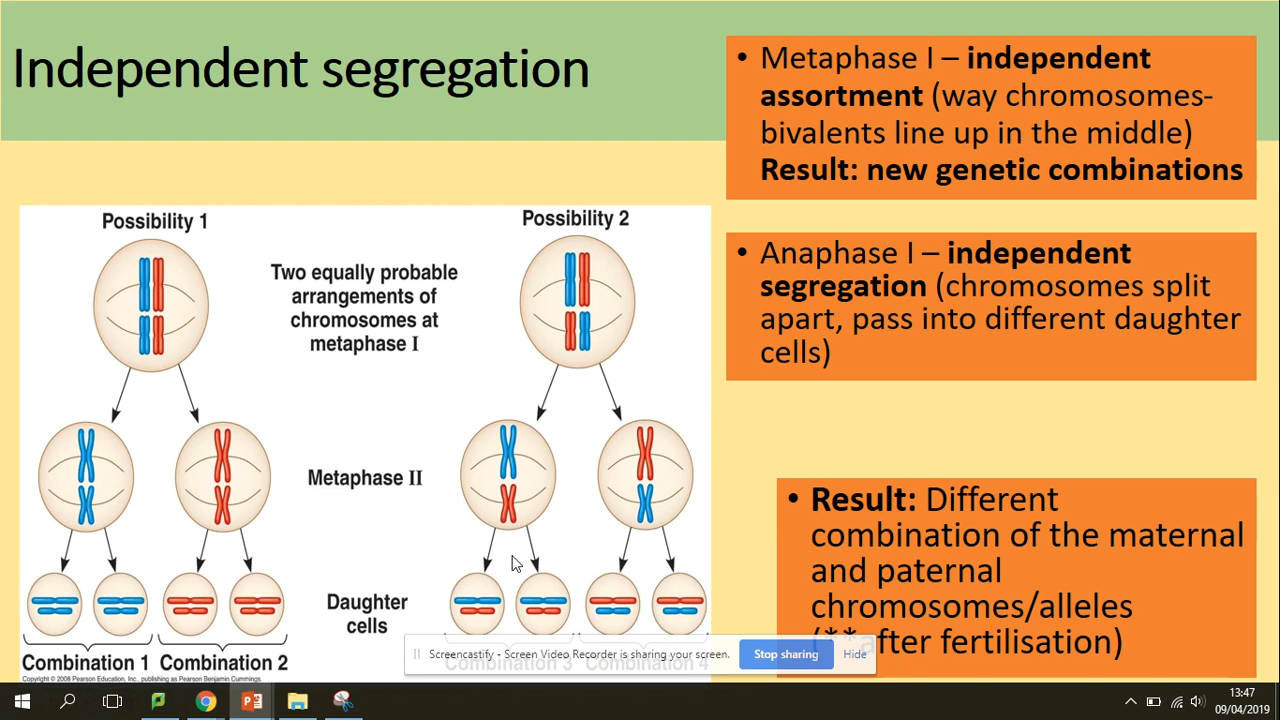 Independent segregation
• Metaphase I – independent
assortment (way chromosomes-
bivalents line up in the middle)
Result: new genetic combinations
• Anaphase I – independent
segregation (chromosomes split
apart, pass into different daughter
cells)
• Result: Different
combination of the maternal
and paternal
chromosomes/alleles
(**after fertilisation)
Possibility 1
Possibility 2
Two equally probable
arrangements of
chromosomes at
metaphase I
Metaphase II
Daughter
cells
Combination 1
Combination 2
Combination 3
Combination 4
Copyright © 2008 Pearson Education, Inc., publishing as Pearson Benjamin Cummings.
Screencastify - Screen Video Recorder is sharing your screen.
Stop sharing
Hide
13:47
09/04/2019